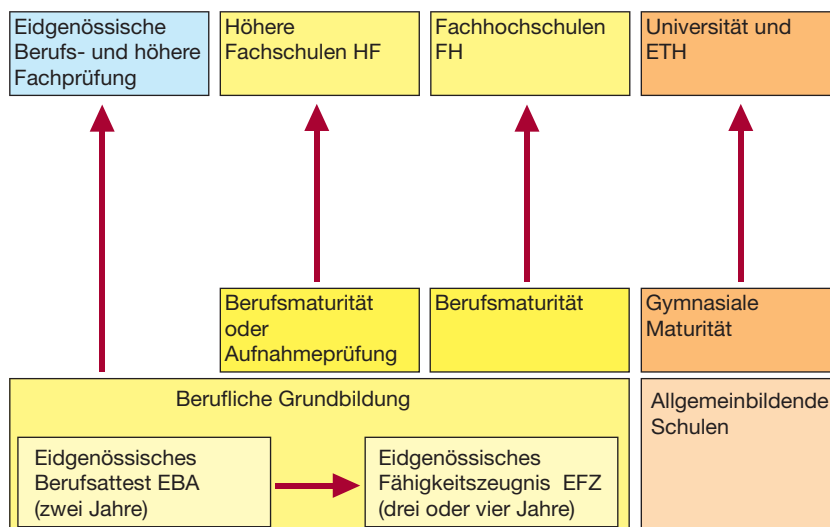 Eidgenössische
Berufs- und höhere
Fachprüfung
Höhere
Fachschulen HF
Fachhochschulen
FH
Universität und
ETH
Berufsmaturität
oder
Aufnahmeprüfung
Berufsmaturität
Gymnasiale
Maturität
Berufliche Grundbildung
Eidgenössisches
Berufsattest EBA
(zwei Jahre)
Eidgenössisches
Fähigkeitszeugnis EFZ
(drei oder vier Jahre)
Allgemeinbildende
Schulen